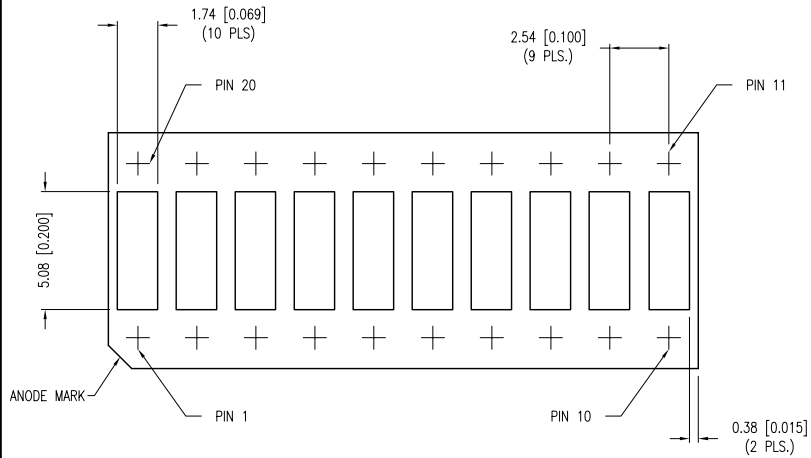 1.74 [0.069]
(10 PLS)
2.54 [0.100]
(9 PLS.)
PIN 20
PIN 11
5.08 [0.200]
ANODE MARK
PIN 1
PIN 10
0.38 [0.015]
(2 PLS.)